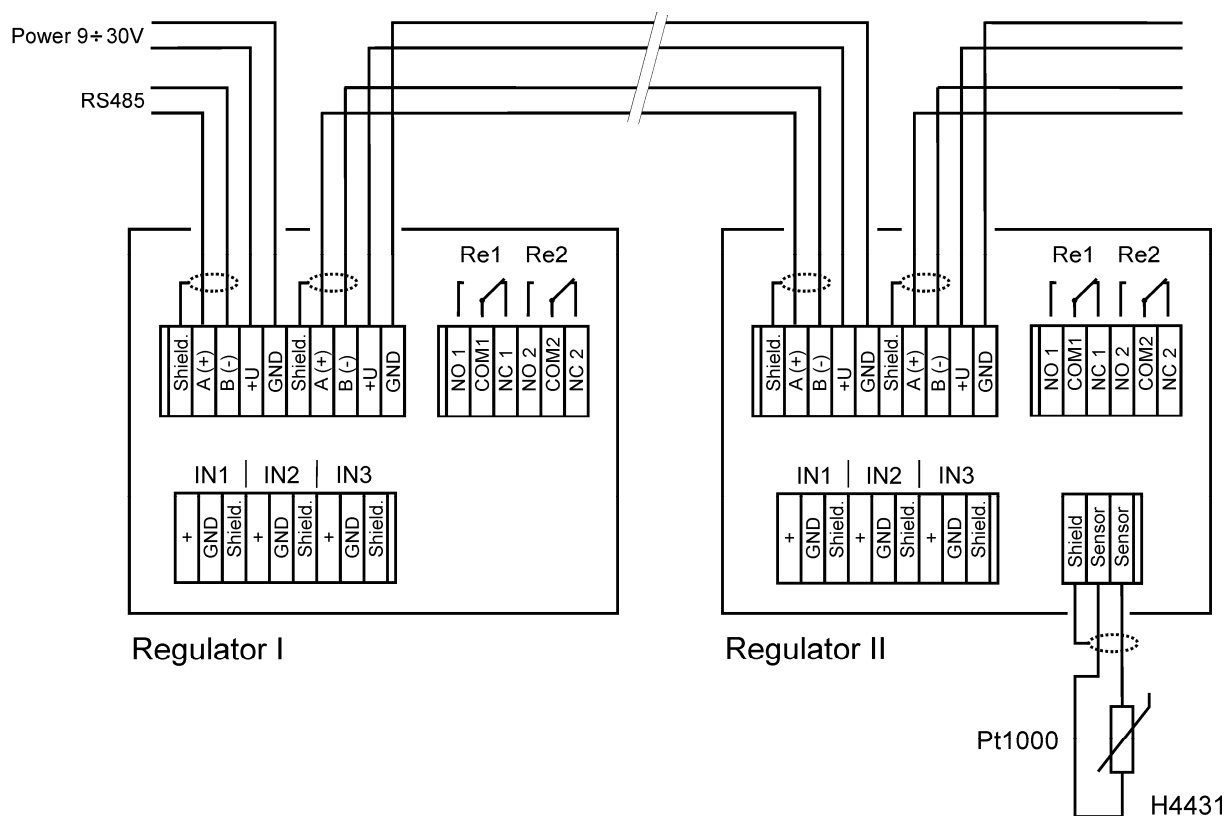 Power 9÷30V
RS485
Re1 Re2
Shield. A (+) B (-) +U GND Shield. A (+) B (-) +U GND
NO 1 COM1 NC 1 NO 2 COM2 NC 2
IN1 IN2 IN3
+ GND Shield. + GND Shield. + GND Shield.
Regulator I
Re1 Re2
Shield. A (+) B (-) +U GND Shield. A (+) B (-) +U GND
NO 1 COM1 NC 1 NO 2 COM2 NC 2
IN1 IN2 IN3
+ GND Shield. + GND Shield. + GND Shield.
Shield Sensor Sensor
Regulator II
Pt1000
H4431